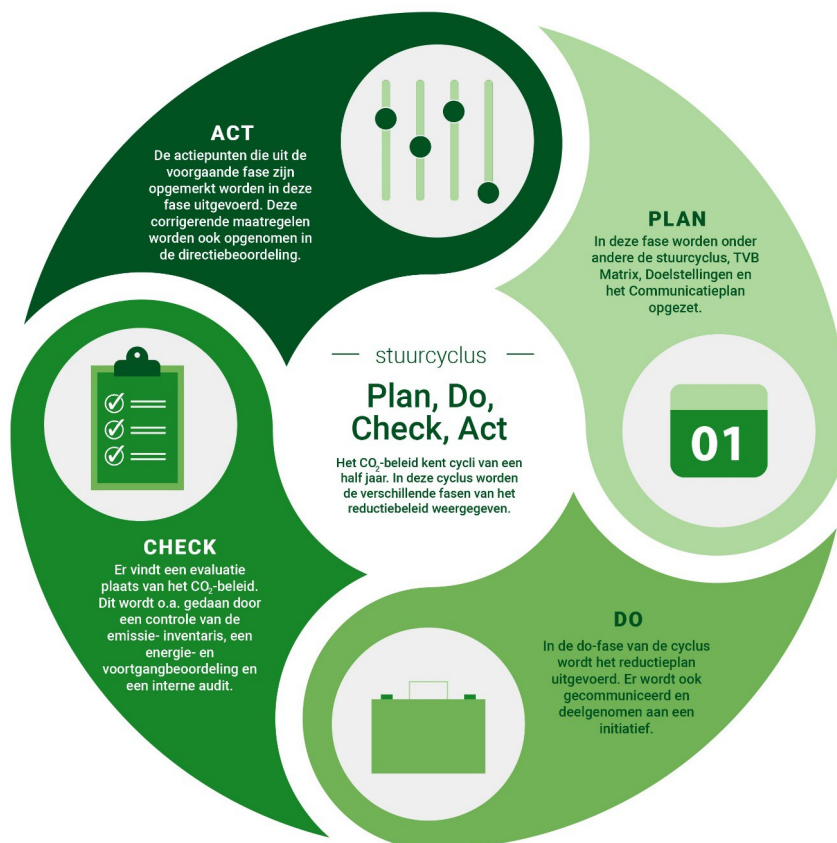 ACT
De actiepunten die uit de
voorgaande fase zijn
opgemerkt worden in deze
fase uitgevoerd. Deze
corrigerende maatregelen
worden ook opgenomen in
de directiebeoordeling.
PLAN
In deze fase worden onder
andere de stuurcyclus, TVB
Matrix, Doelstellingen en
het Communicatieplan
opgezet.
01
stuurcyclus
Plan, Do,
Check, Act
Het CO₂-beleid kent cycli van een
half jaar. In deze cyclus worden
de verschillende fasen van het
reductiebeleid weergegeven.
CHECK
Er vindt een evaluatie
plaats van het CO₂-beleid.
Dit wordt o.a. gedaan door
een controle van de
emissie- inventaris, een
energie- en
voortgangbeoordeling en
een interne audit.
DO
In de do-fase van de cyclus
wordt het reductieplan
uitgevoerd. Er wordt ook
gecommuniceerd en
deelgenomen aan een
initiatief.